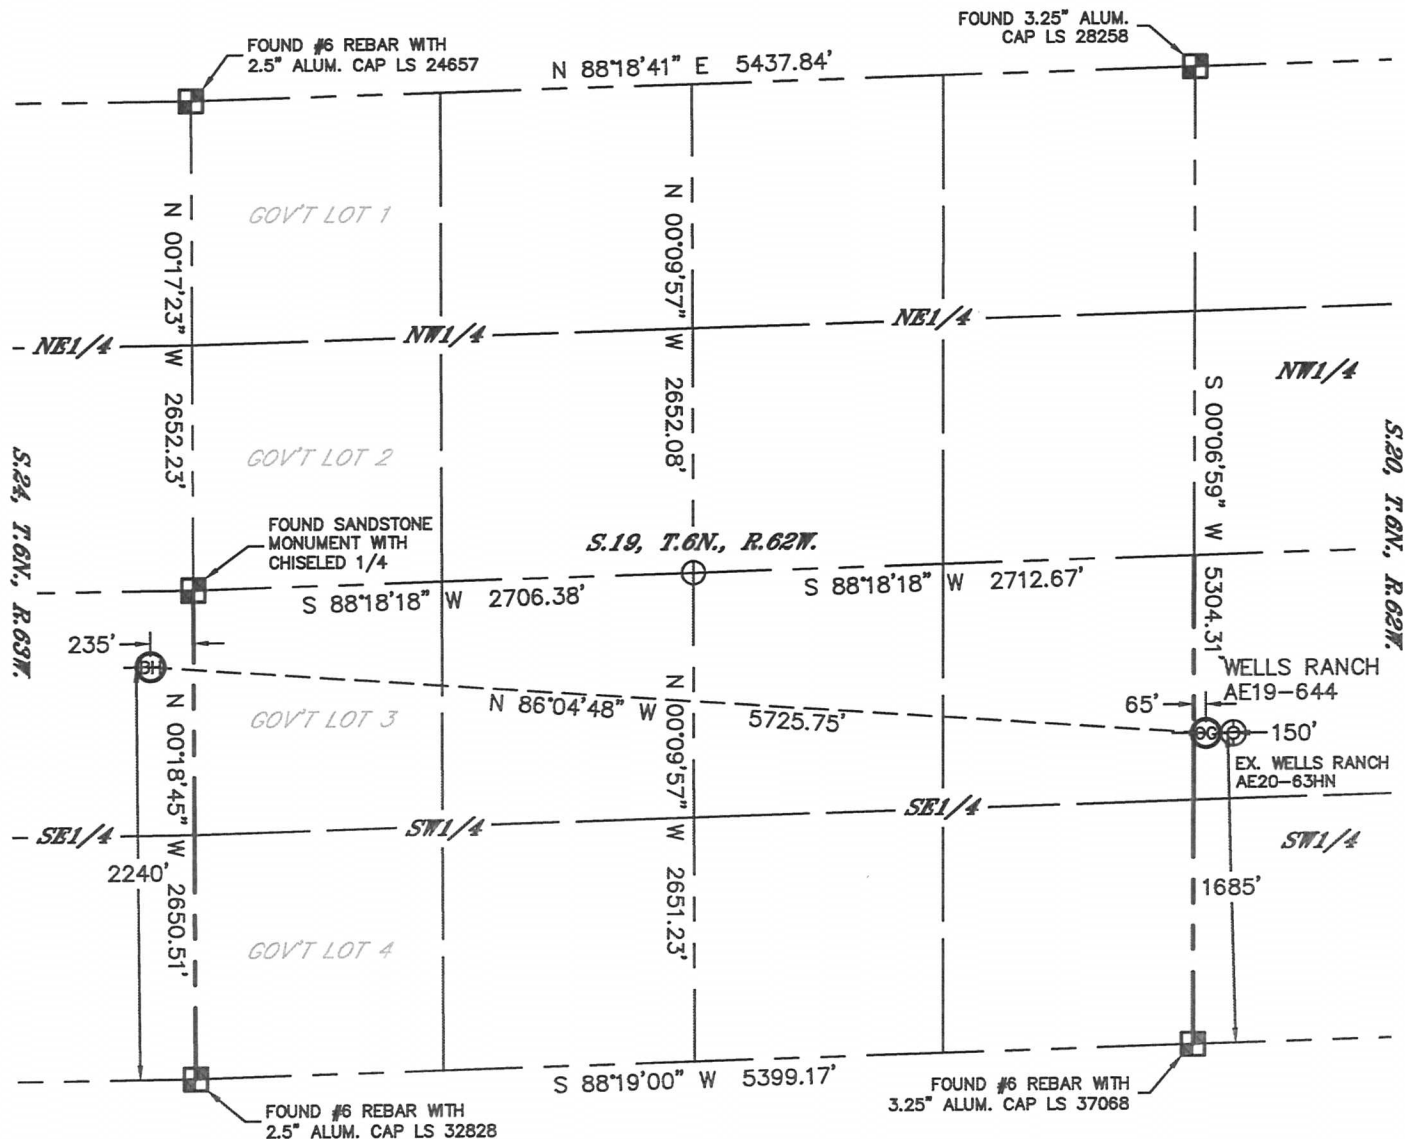 FOUND #6 REBAR WITH
2.5" ALUM. CAP LS 24657
FOUND 3.25" ALUM.
CAP LS 28258
N 88°18'41" E 5437.84'
GOV'T LOT 1
N 00°17'23" W 2652.23'
N 00°09'57" W 2652.08'
S 00°06'59" W 5304.31'
NE1/4
NW1/4
NE1/4
NW1/4
GOV'T LOT 2
S.24, T.6N., R.63W.
S.20, T.6N., R.62W.
FOUND SANDSTONE
MONUMENT WITH
CHISELED 1/4
S.19, T.6N., R.62W.
S 88°18'18" W 2706.38'
S 88°18'18" W 2712.67'
235'
BH
N 86°04'48" W 5725.75'
WELLS RANCH
AE19-644
65'
150'
EX. WELLS RANCH
AE20-63HN
GOV'T LOT 3
N 00°18'45" W 2650.51'
N 00°09'57" W 2651.23'
SE1/4
SW1/4
SE1/4
SW1/4
2240'
1685'
GOV'T LOT 4
S 88°19'00" W 5399.17'
FOUND #6 REBAR WITH
2.5" ALUM. CAP LS 32828
FOUND #6 REBAR WITH
3.25" ALUM. CAP LS 37068